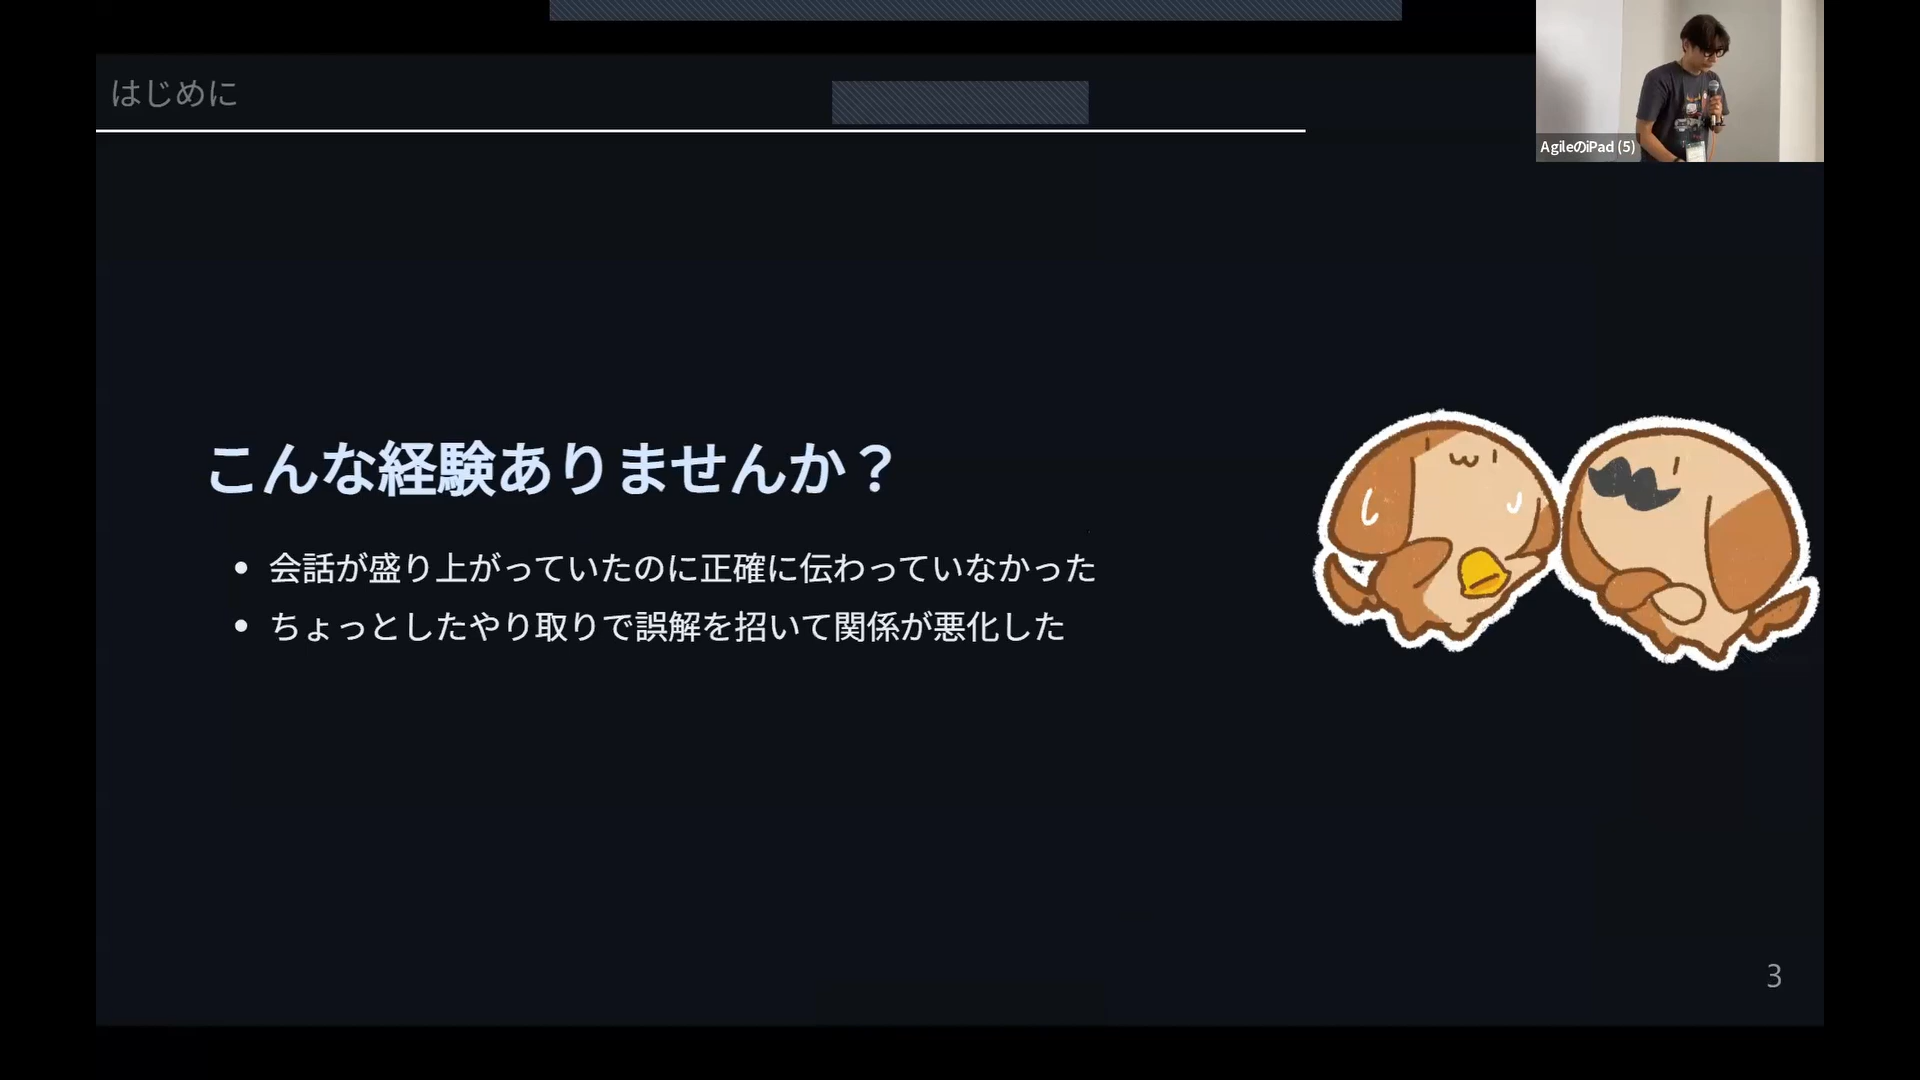 はじめに
AgileのiPad (5)
こんな経験ありませんか？
• 会話が盛り上がっていたのに正確に伝わっていなかった
• ちょっとしたやり取りで誤解を招いて関係が悪化した
3